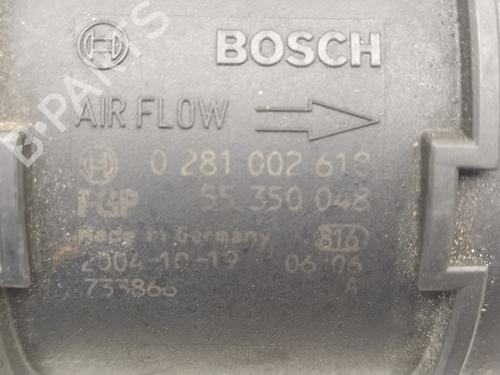 BOSCH
AIR FLOW
0 281 002 618
PGP 55 350 048
Made in Germany 816
2004-10-19 06:06
733866 A
B-PARTS